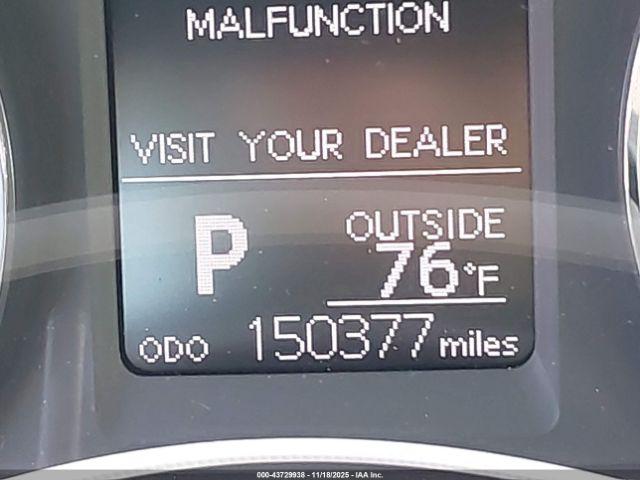 MALFUNCTION
VISIT YOUR DEALER
P
OUTSIDE
76°F
ODO 150377 miles
000-43729938 - 11/18/2025 - IAA Inc.